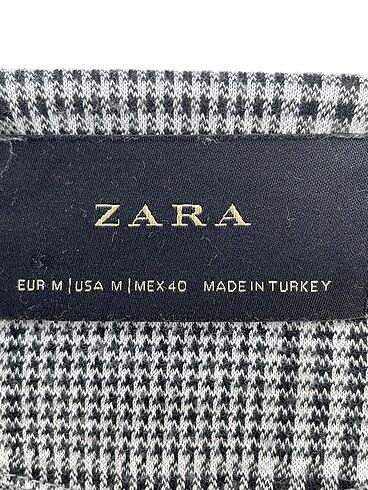 ZARA
EUR M | USA M | MEX 40 MADE IN TURKEY